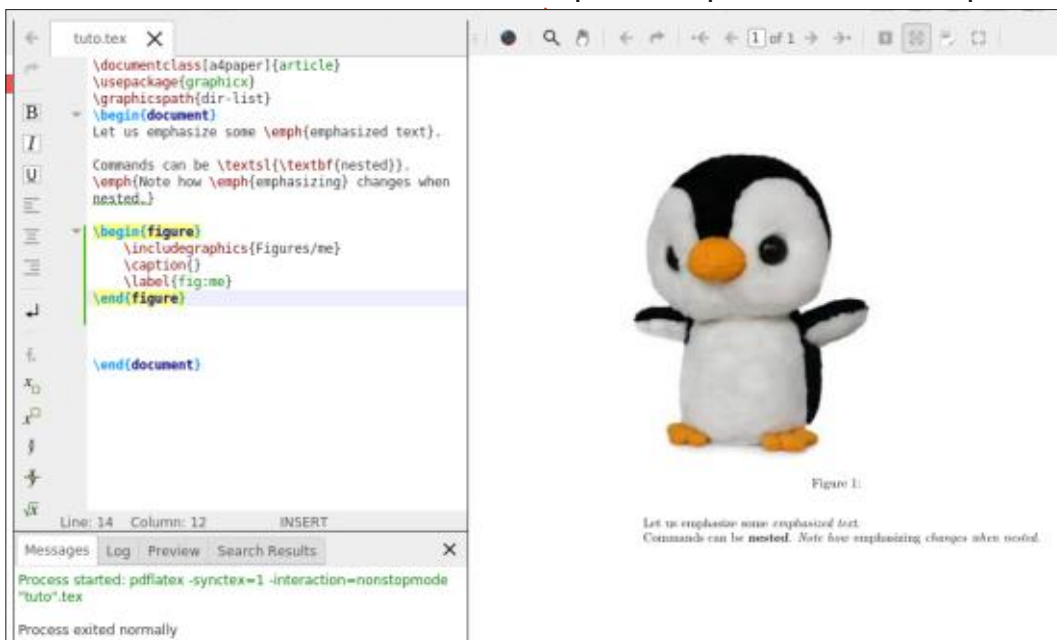 tuto.tex
1 of 1
\documentclass[a4paper]{article}
\usepackage{graphicx}
\graphicspath{dir-list}
\begin{document}
Let us emphasize some \emph{emphasized text}.
Commands can be \textsl{\textbf{nested}}.
\emph{Note how \emph{emphasizing} changes when
nested.}
\begin{figure}
\includegraphics{Figures/me}
\caption{}
\label{fig:me}
\end{figure}
\end{document}
B
I
U
Line: 14 Column: 12 INSERT
Messages Log Preview Search Results
Process started: pdflatex -synctex=1 -interaction=nonstopmode
"tuto".tex
Process exited normally
Figure 1:
Let us emphasize some emphasized text.
Commands can be nested. Note how emphasizing changes when nested.